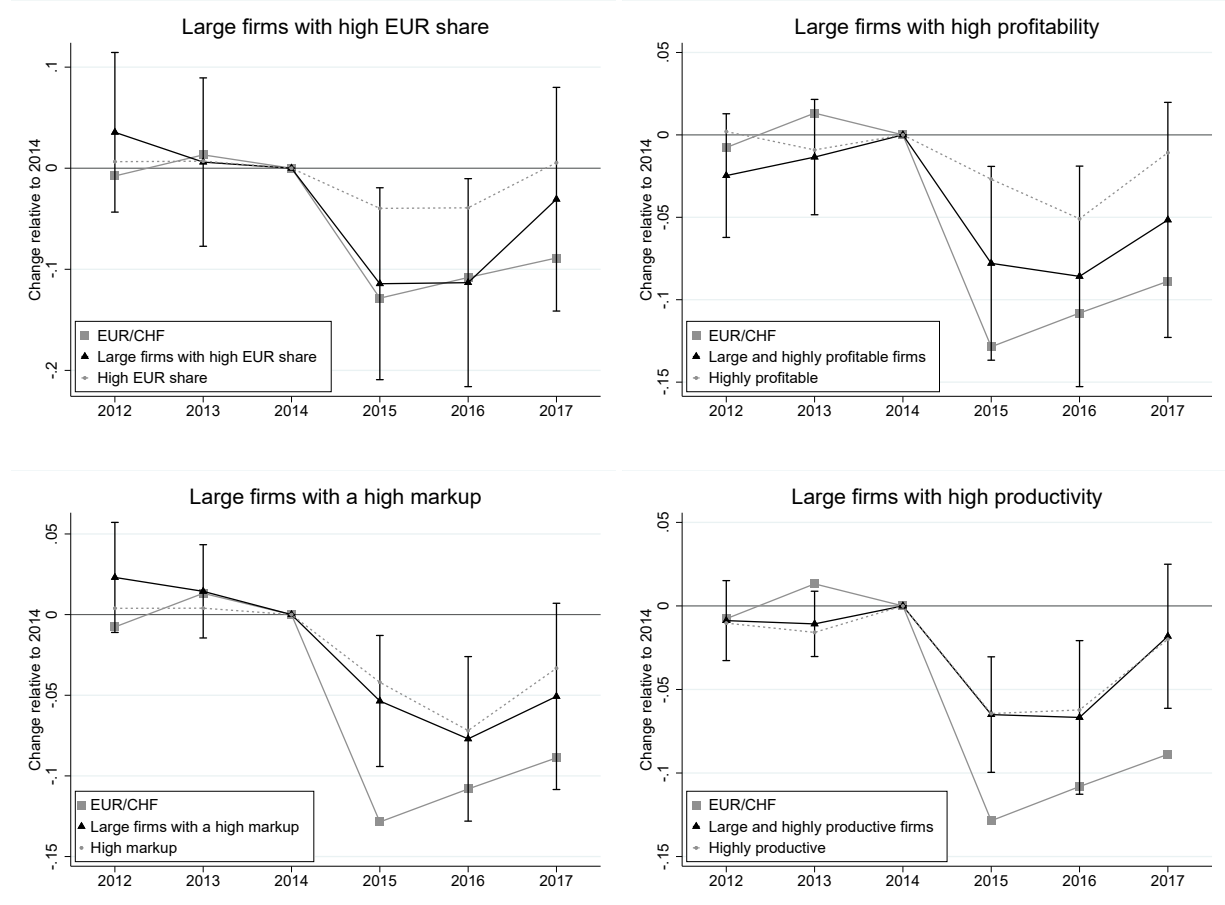 Large firms with high EUR share
Change relative to 2014
.1
0
-.1
-.2
EUR/CHF
Large firms with high EUR share
High EUR share
2012 2013 2014 2015 2016 2017
Large firms with high profitability
Change relative to 2014
.05
0
-.05
-.1
-.15
EUR/CHF
Large and highly profitable firms
Highly profitable
2012 2013 2014 2015 2016 2017
Large firms with a high markup
Change relative to 2014
.05
0
-.05
-.1
-.15
EUR/CHF
Large firms with a high markup
High markup
2012 2013 2014 2015 2016 2017
Large firms with high productivity
Change relative to 2014
.05
0
-.05
-.1
-.15
EUR/CHF
Large and highly productive firms
Highly productive
2012 2013 2014 2015 2016 2017